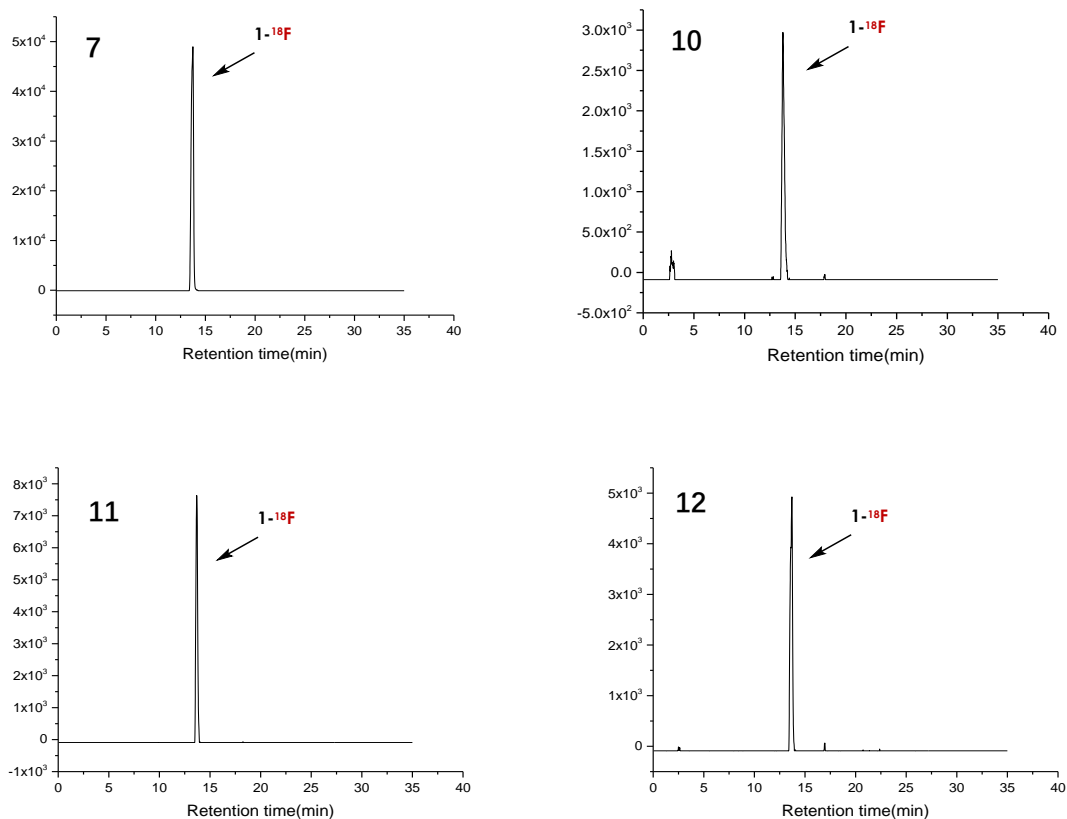 7
1-¹⁸F
5x10⁴
4x10⁴
3x10⁴
2x10⁴
1x10⁴
0
0 5 10 15 20 25 30 35 40
Retention time(min)
10
1-¹⁸F
3.0x10³
2.5x10³
2.0x10³
1.5x10³
1.0x10³
5.0x10²
0.0
-5.0x10²
0 5 10 15 20 25 30 35 40
Retention time(min)
11
1-¹⁸F
8x10³
7x10³
6x10³
5x10³
4x10³
3x10³
2x10³
1x10³
0
-1x10³
0 5 10 15 20 25 30 35 40
Retention time(min)
12
1-¹⁸F
5x10³
4x10³
3x10³
2x10³
1x10³
0
0 5 10 15 20 25 30 35 40
Retention time(min)